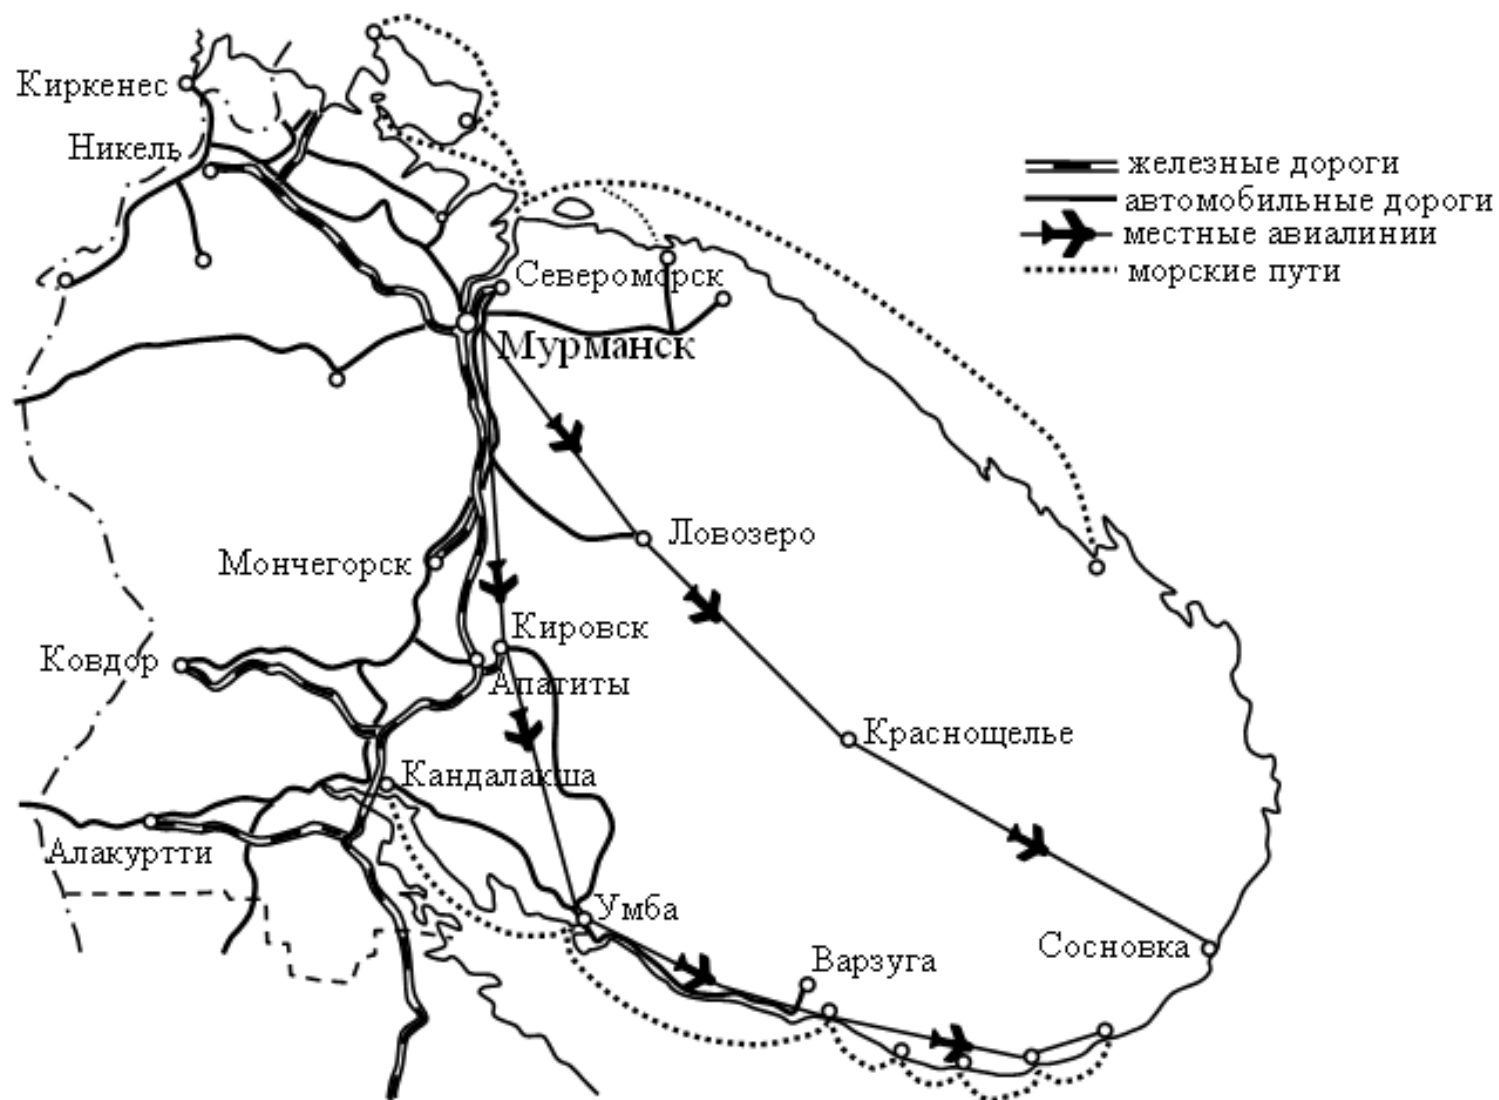 Киркенес
Никель
железные дороги
автомобильные дороги
местные авиалинии
морские пути
Североморск
Мурманск
Ловозеро
Мончегорск
Кировск
Ковдор
Апатиты
Краснощелье
Кандалакша
Алакуртти
Умба
Сосновка
Варзуга